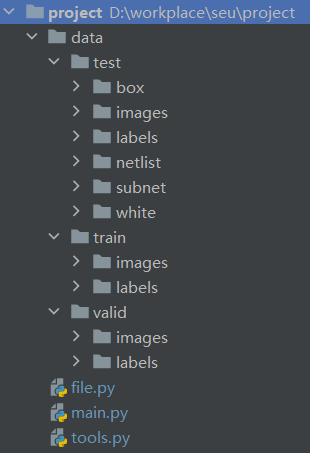 project D:\workplace\seu\project
data
test
box
images
labels
netlist
subnet
white
train
images
labels
valid
images
labels
file.py
main.py
tools.py